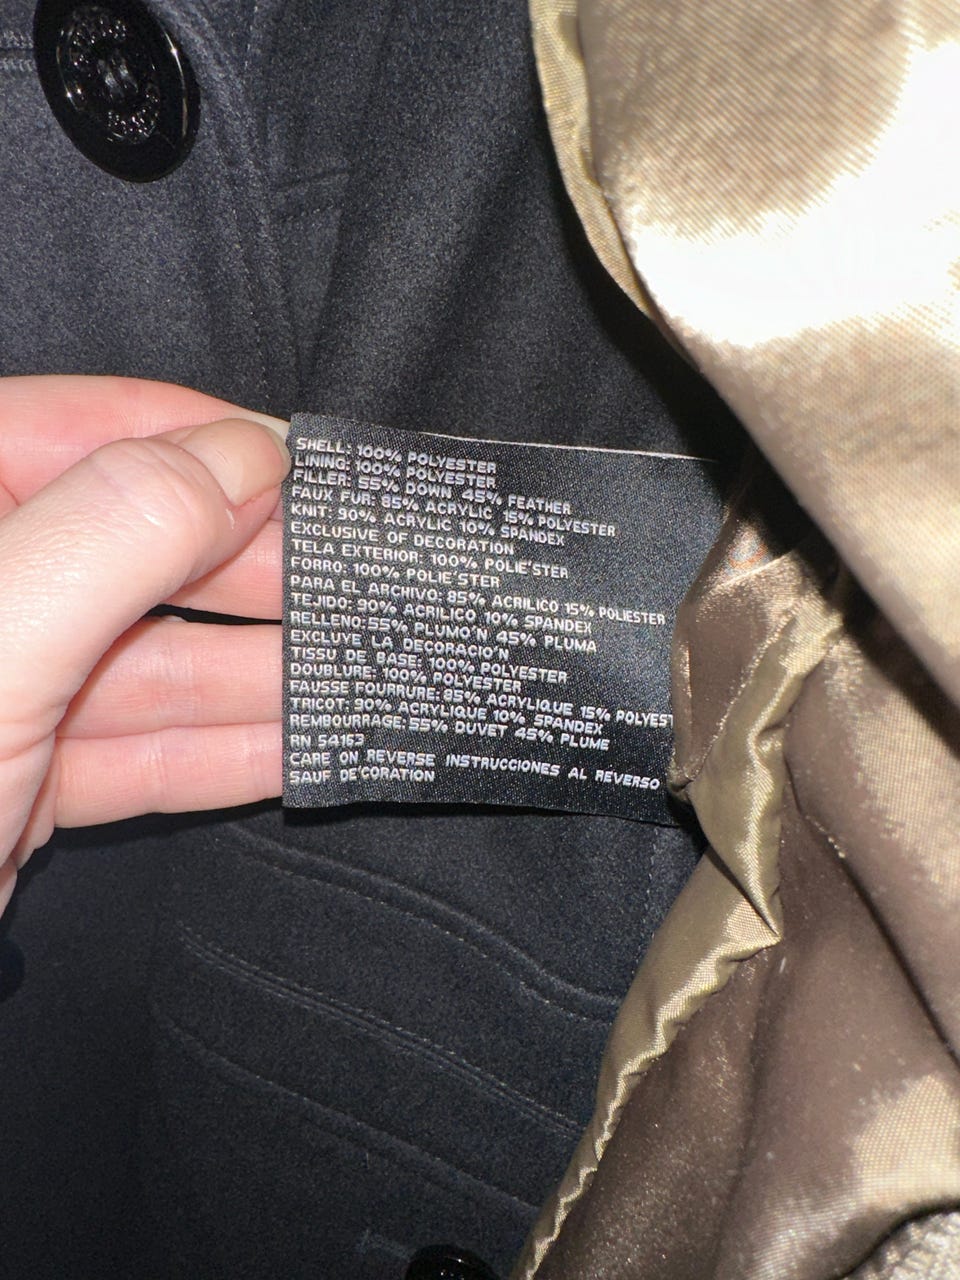 SHELL: 100% POLYESTER
LINING: 100% POLYESTER
FILLER: 55% DOWN 45% FEATHER
FAUX FUR: 85% ACRYLIC 15% POLYESTER
KNIT: 90% ACRYLIC 10% SPANDEX
EXCLUSIVE OF DECORATION
TELA EXTERIOR: 100% POLIE'STER
FORRO: 100% POLIE'STER
PARA EL ARCHIVO: 85% ACRILICO 15% POLIESTER
TEJIDO: 90% ACRILICO 10% SPANDEX
RELLENO:55% PLUMO'N 45% PLUMA
EXCLUYE LA DECORACIO'N
TISSU DE BASE: 100% POLYESTER
DOUBLURE: 100% POLYESTER
FAUSSE FOURRURE: 85% ACRYLIQUE 15% POLYEST
TRICOT: 90% ACRYLIQUE 10% SPANDEX
REMBOURRAGE: 55% DUVET 45% PLUME
RN 54163
CARE ON REVERSE INSTRUCCIONES AL REVERSO
SAUF DE'CORATION